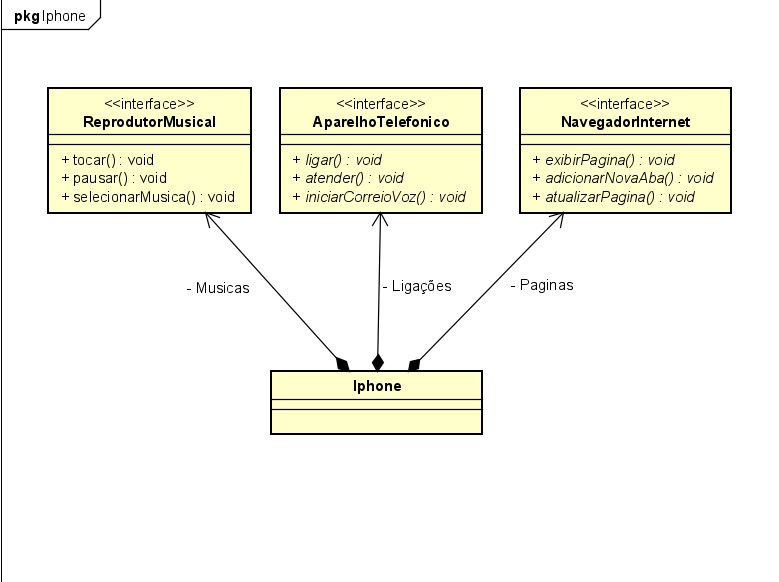 pkg Iphone
<<interface>>
ReprodutorMusical
+ tocar() : void
+ pausar() : void
+ selecionarMusica() : void
<<interface>>
AparelhoTelefonico
+ ligar() : void
+ atender() : void
+ iniciarCorreioVoz() : void
<<interface>>
NavegadorInternet
+ exibirPagina() : void
+ adicionarNovaAba() : void
+ atualizarPagina() : void
- Musicas
- Ligações
- Paginas
Iphone